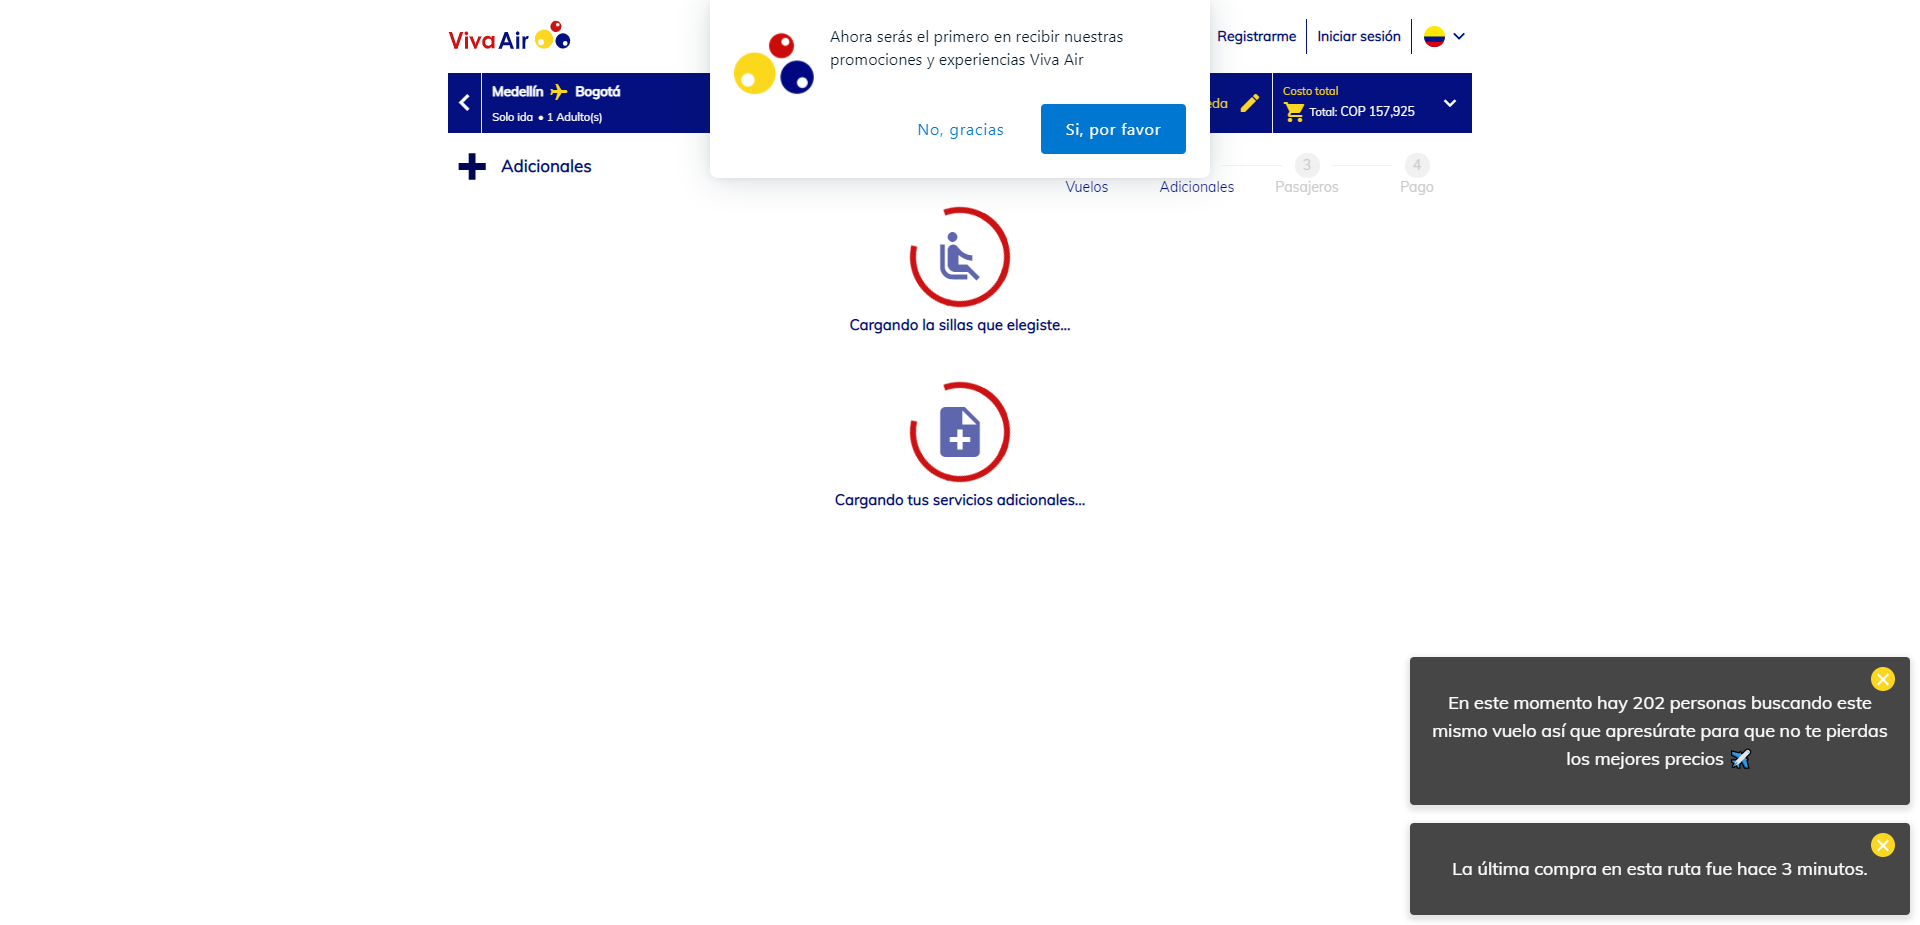 Viva Air
Ahora serás el primero en recibir nuestras
promociones y experiencias Viva Air
No, gracias
Si, por favor
Registrarme
Iniciar sesión
Medellín Bogotá
Solo ida • 1 Adulto(s)
Costo total
Total: COP 157,925
Adicionales
3
4
Vuelos
Adicionales
Pasajeros
Pago
Cargando la sillas que elegiste...
Cargando tus servicios adicionales...
En este momento hay 202 personas buscando este
mismo vuelo así que apresúrate para que no te pierdas
los mejores precios ✈️
La última compra en esta ruta fue hace 3 minutos.